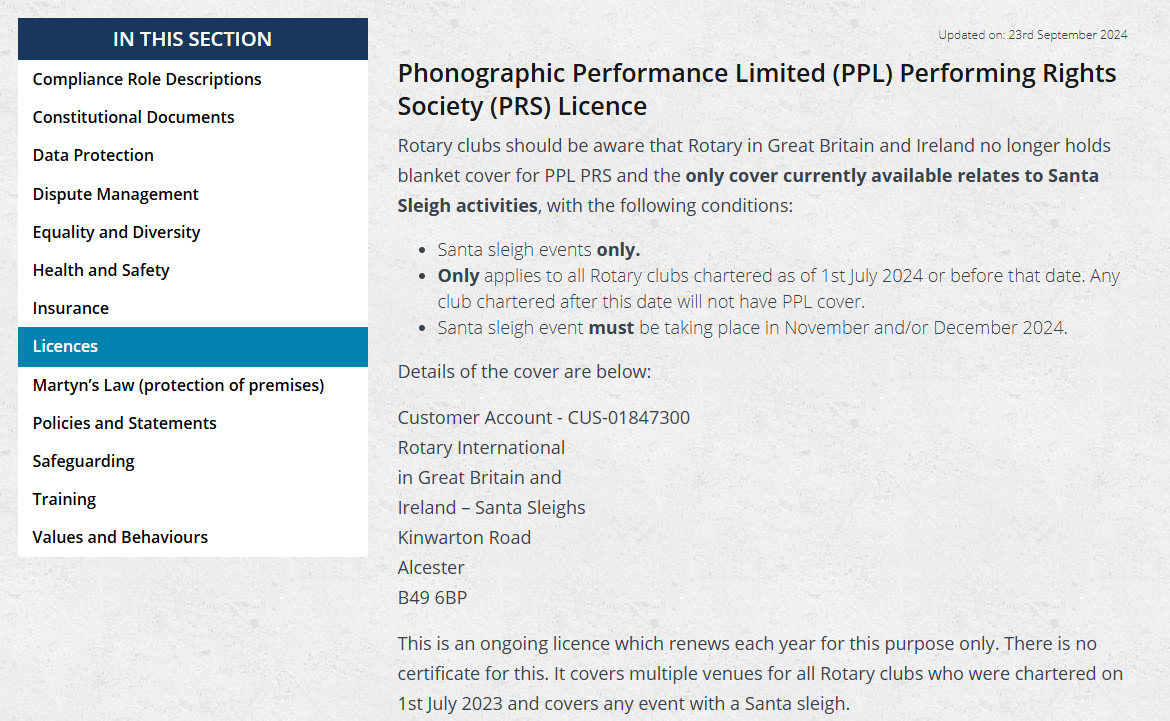 IN THIS SECTION
Compliance Role Descriptions
Constitutional Documents
Data Protection
Dispute Management
Equality and Diversity
Health and Safety
Insurance
Licences
Martyn’s Law (protection of premises)
Policies and Statements
Safeguarding
Training
Values and Behaviours
Updated on: 23rd September 2024
Phonographic Performance Limited (PPL) Performing Rights
Society (PRS) Licence
Rotary clubs should be aware that Rotary in Great Britain and Ireland no longer holds
blanket cover for PPL PRS and the only cover currently available relates to Santa
Sleigh activities, with the following conditions:
• Santa sleigh events only.
• Only applies to all Rotary clubs chartered as of 1st July 2024 or before that date. Any
club chartered after this date will not have PPL cover.
• Santa sleigh event must be taking place in November and/or December 2024.
Details of the cover are below:
Customer Account - CUS-01847300
Rotary International
in Great Britain and
Ireland – Santa Sleighs
Kinwarton Road
Alcester
B49 6BP
This is an ongoing licence which renews each year for this purpose only. There is no
certificate for this. It covers multiple venues for all Rotary clubs who were chartered on
1st July 2023 and covers any event with a Santa sleigh.